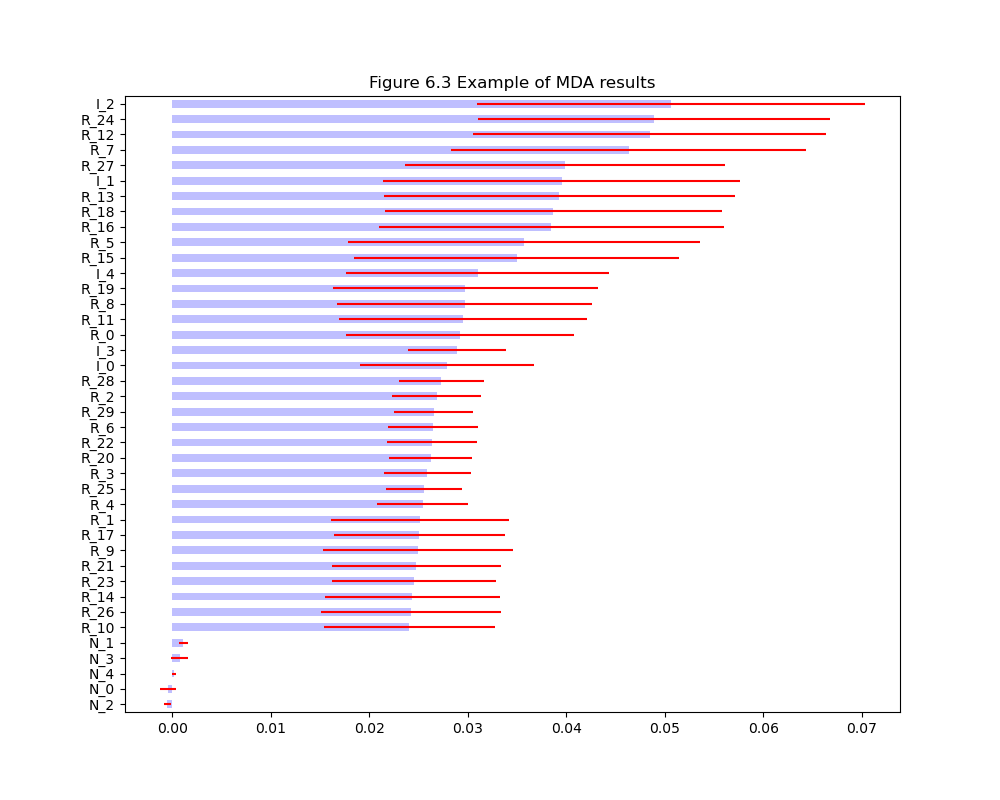 Figure 6.3 Example of MDA results
I_2
R_24
R_12
R_7
R_27
I_1
R_13
R_18
R_16
R_5
R_15
I_4
R_19
R_8
R_11
R_0
I_3
I_0
R_28
R_2
R_29
R_6
R_22
R_20
R_3
R_25
R_4
R_1
R_17
R_9
R_21
R_23
R_14
R_26
R_10
N_1
N_3
N_4
N_0
N_2
0.00 0.01 0.02 0.03 0.04 0.05 0.06 0.07